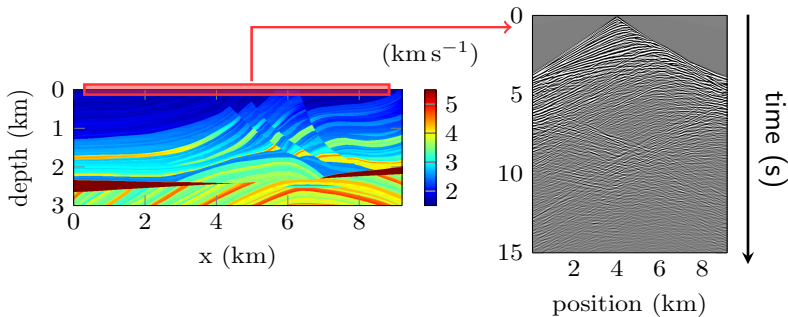 (km s⁻¹)
0
1
2
3
depth (km)
0 2 4 6 8
x (km)
5
4
3
2
0
5
10
15
2 4 6 8
position (km)
time (s)